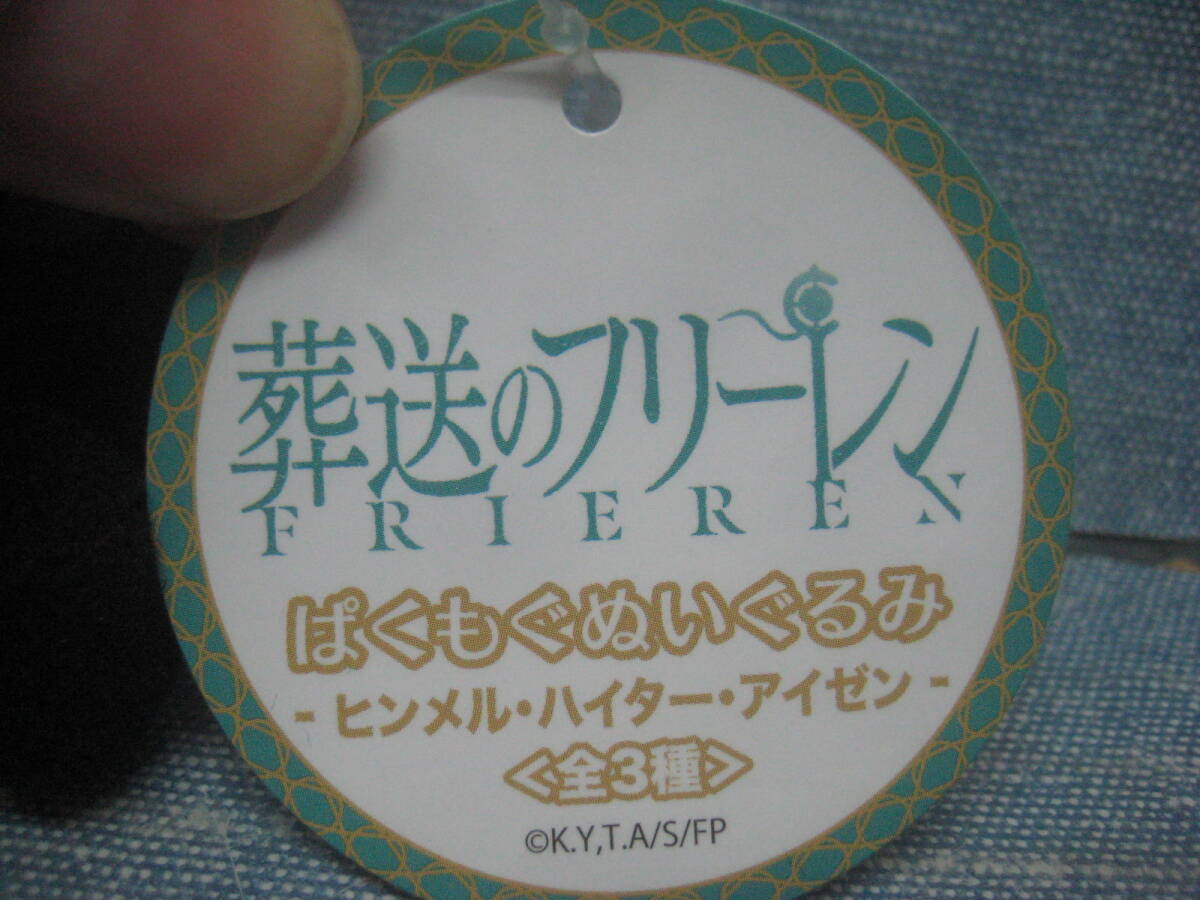 葬送のフリーレン
FRIEREN
ぱくもぐぬいぐるみ
- ヒンメル・ハイター・アイゼン -
<全3種>
©K.Y,T.A/S/FP